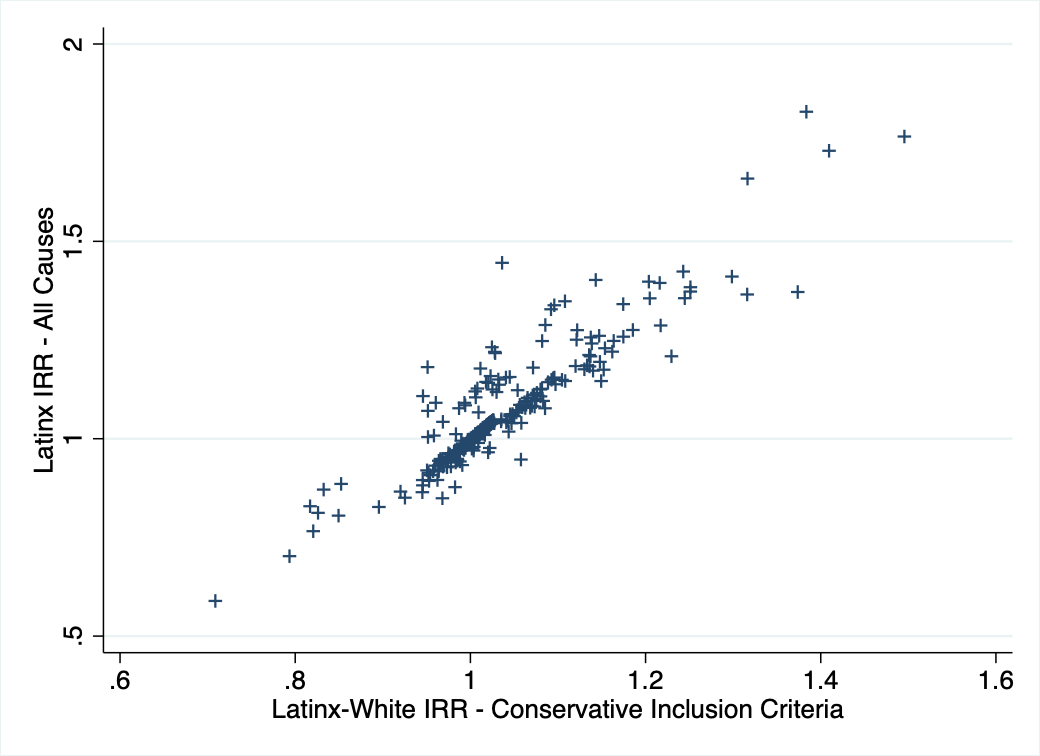 2
1.5
1
.5
Latinx IRR - All Causes
.6 .8 1 1.2 1.4 1.6
Latinx-White IRR - Conservative Inclusion Criteria